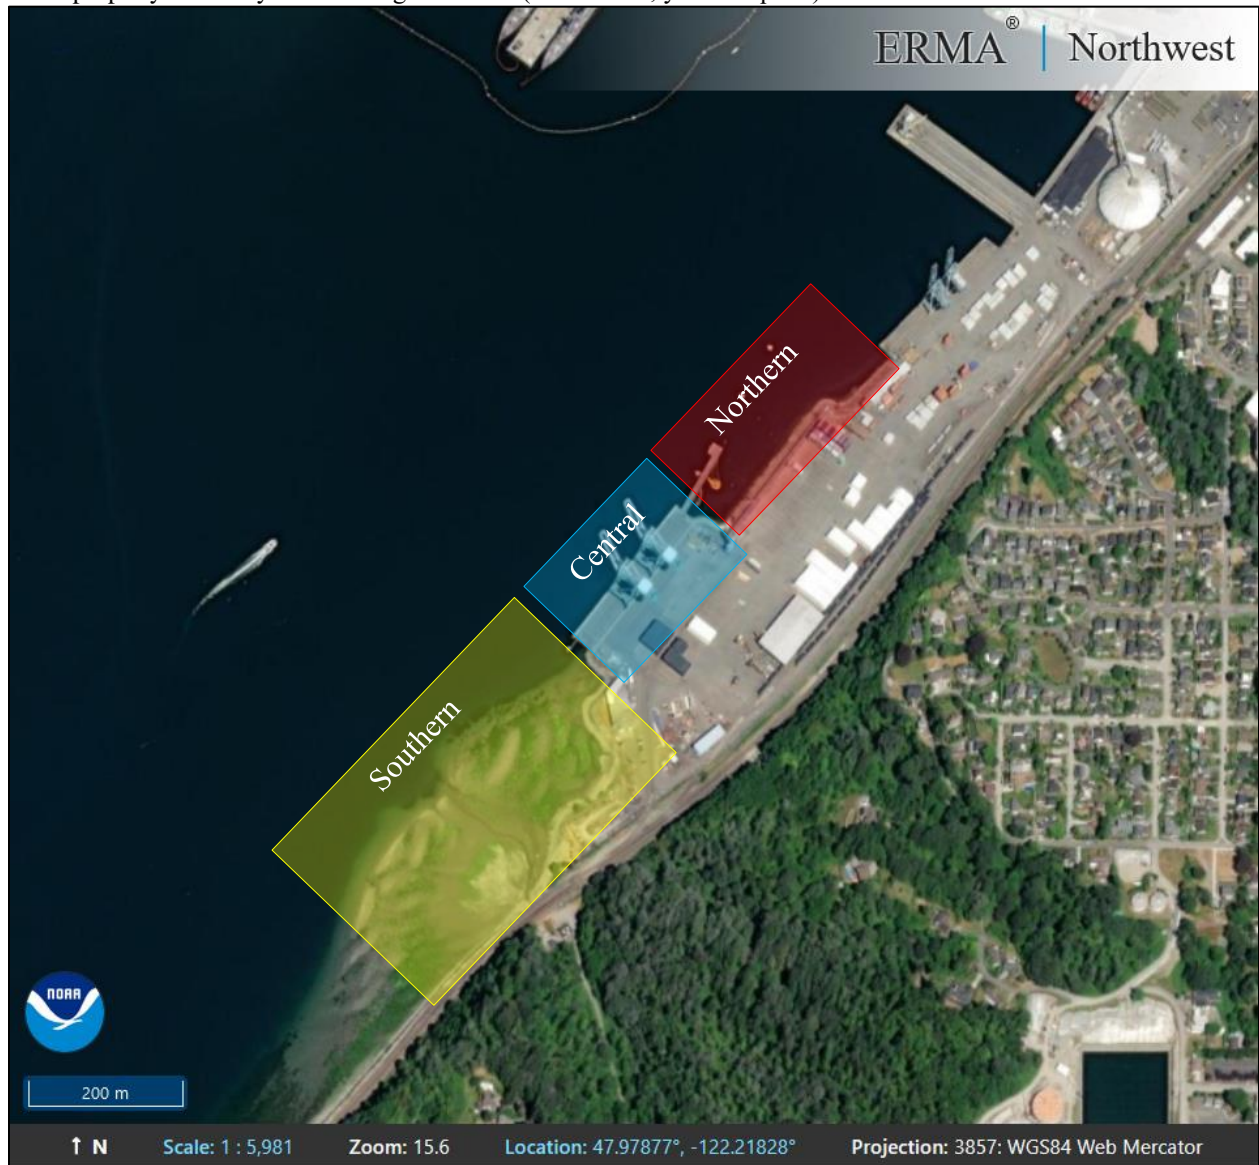 property
ERMA® | Northwest
Northern
Central
Southern
NOAA
200 m
↑ N Scale: 1 : 5,981 Zoom: 15.6 Location: 47.97877°, -122.21828° Projection: 3857: WGS84 Web Mercator